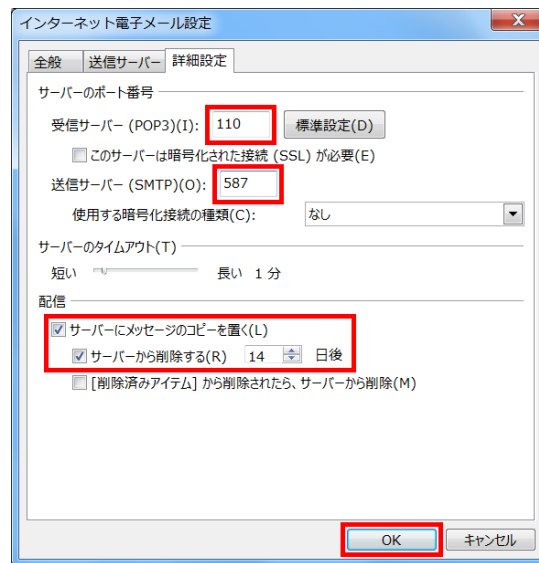 インターネット電子メール設定
全般 送信サーバー 詳細設定
サーバーのポート番号
受信サーバー (POP3)(I): 110 標準設定(D)
このサーバーは暗号化された接続 (SSL) が必要(E)
送信サーバー (SMTP)(O): 587
使用する暗号化接続の種類(C): なし
サーバーのタイムアウト(T)
短い 長い 1 分
配信
サーバーにメッセージのコピーを置く(L)
サーバーから削除する(R) 14 日後
[削除済みアイテム] から削除されたら、サーバーから削除(M)
OK キャンセル